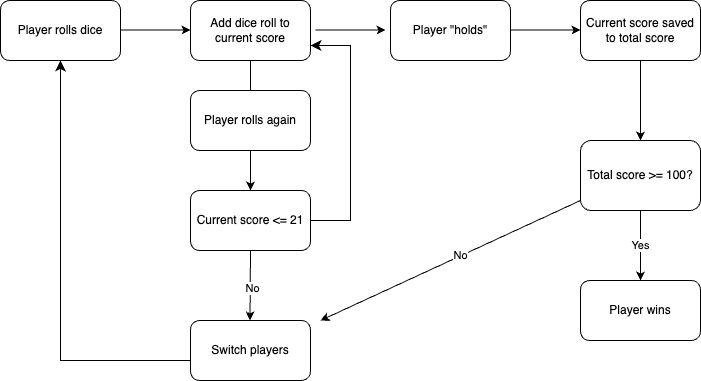 Player rolls dice
Add dice roll to
current score
Player "holds"
Current score saved
to total score
Player rolls again
Total score >= 100?
Current score <= 21
Yes
No
No
Player wins
Switch players